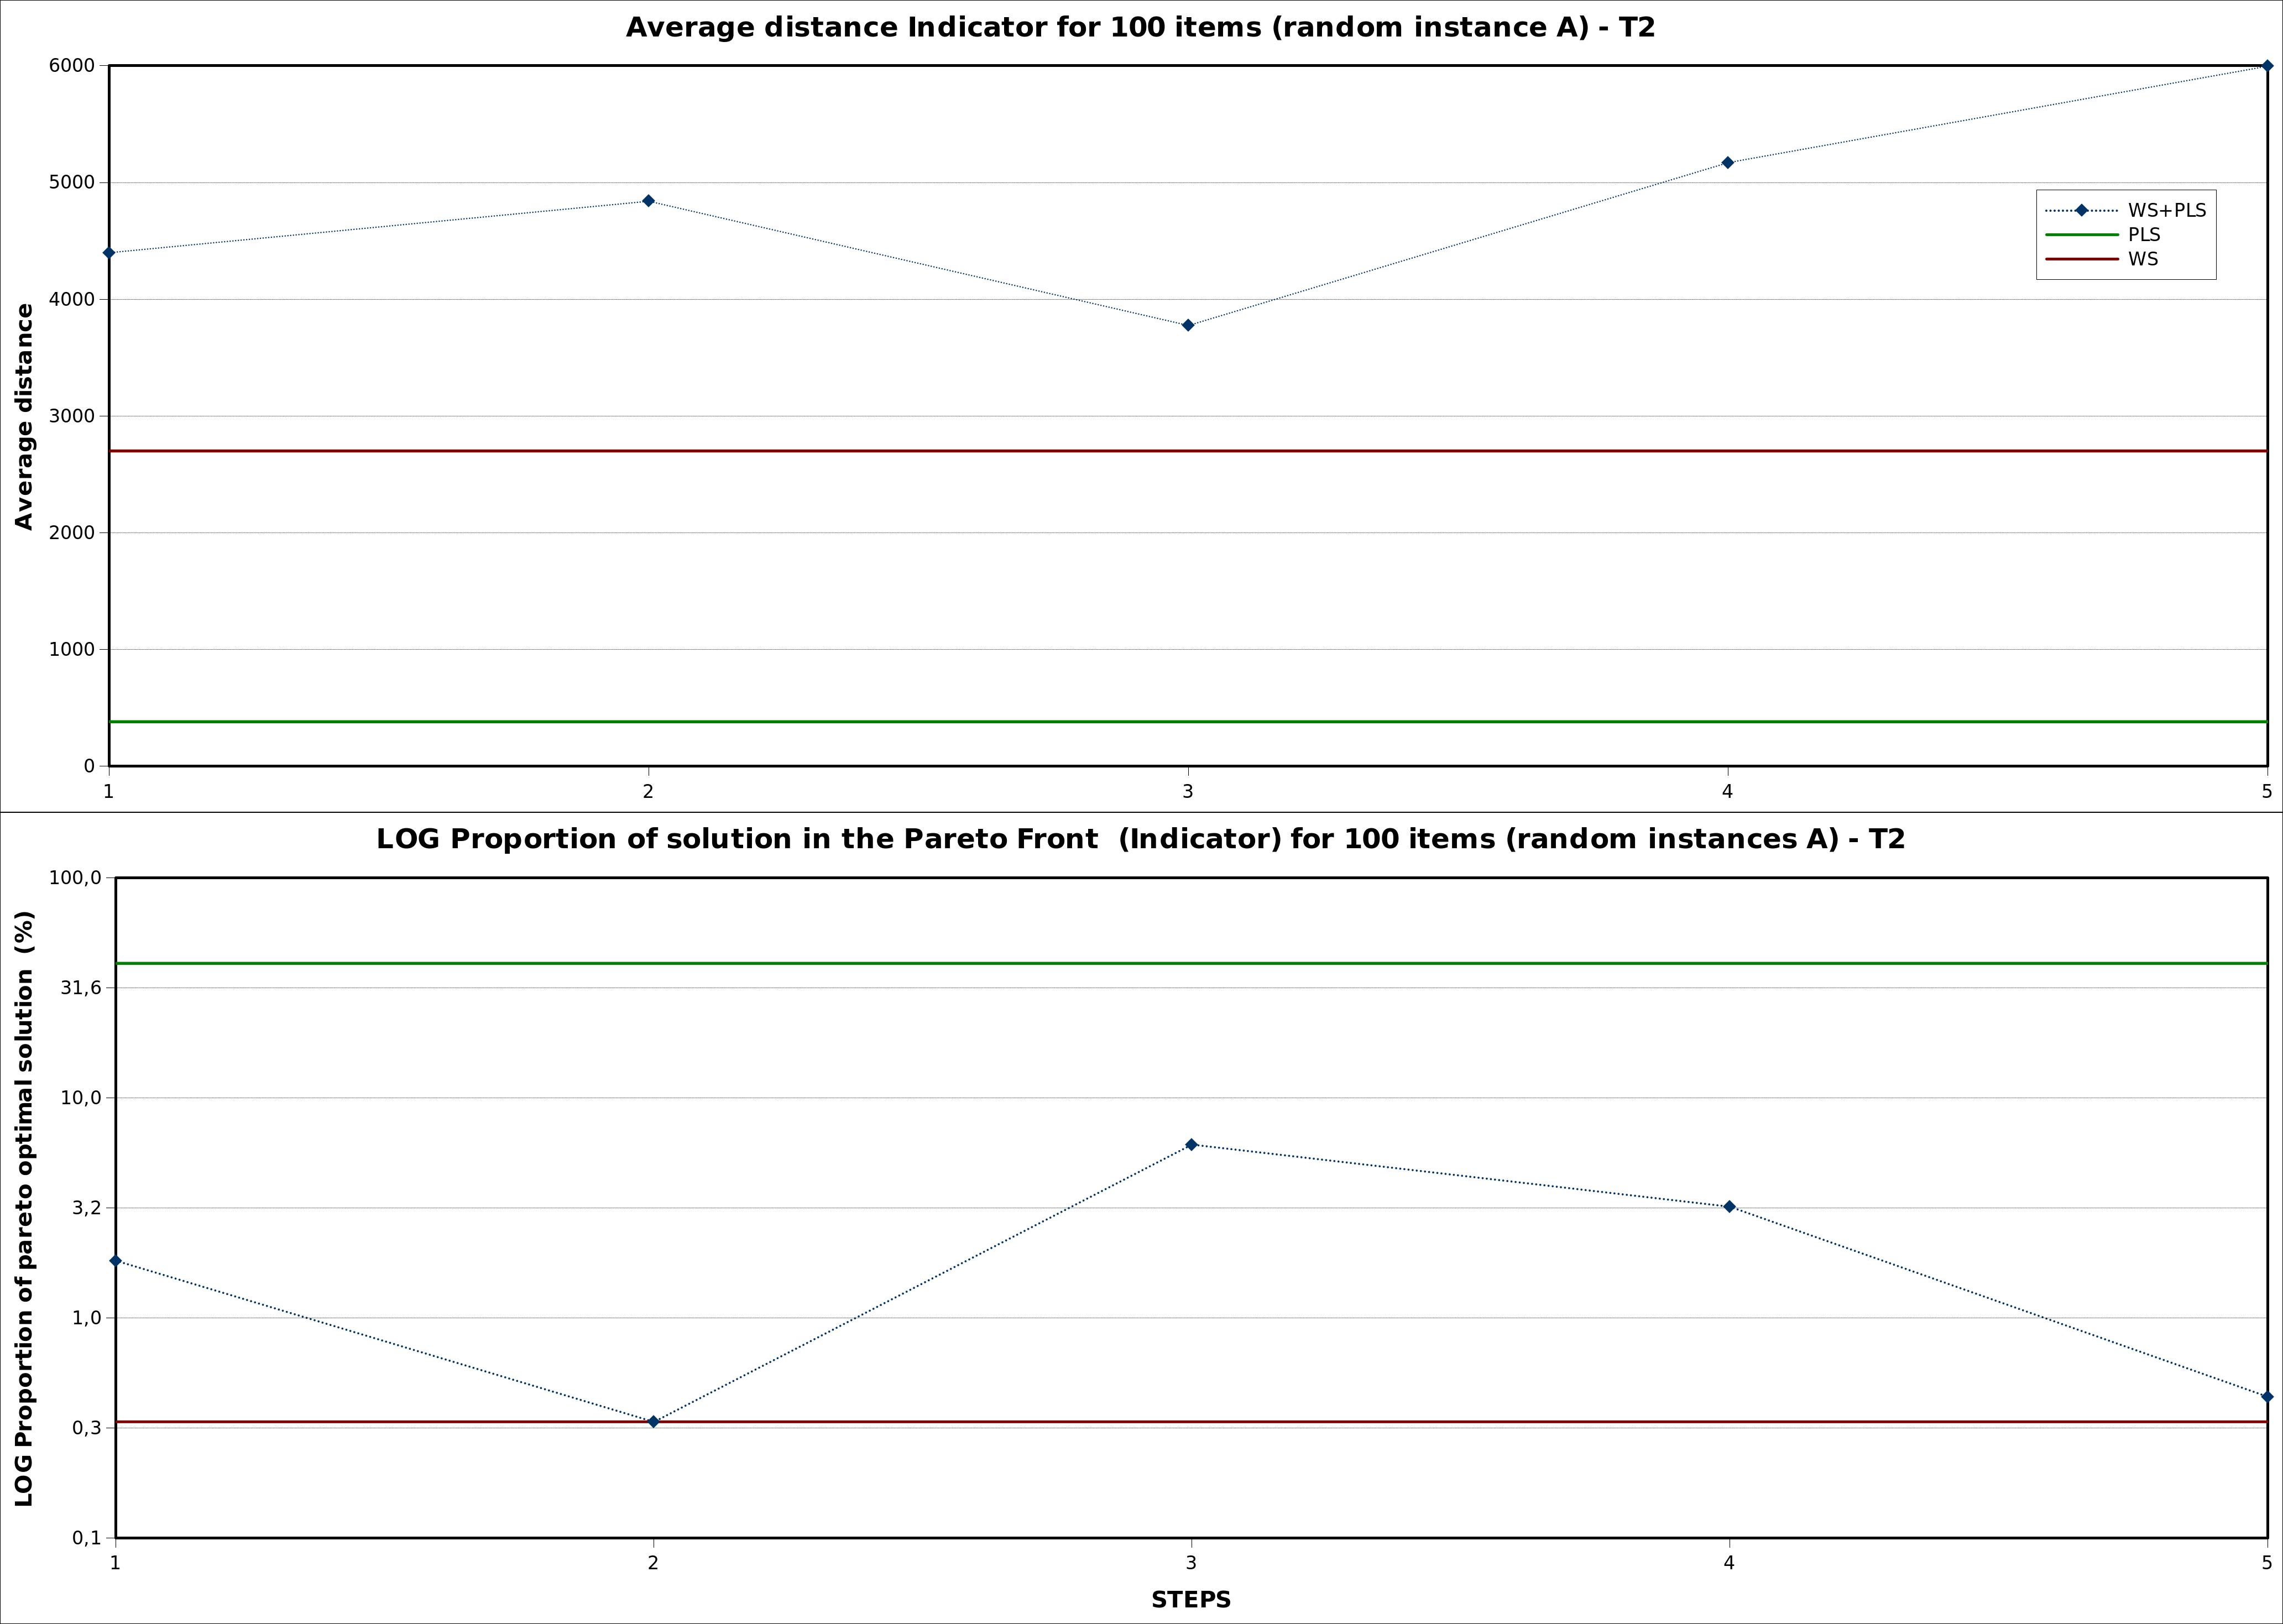 Average distance Indicator for 100 items (random instance A) - T2
6000
5000
4000
3000
2000
1000
0
Average distance
WS+PLS
PLS
WS
1 2 3 4 5
LOG Proportion of solution in the Pareto Front  (Indicator) for 100 items (random instances A) - T2
100,0
31,6
10,0
3,2
1,0
0,3
0,1
LOG Proportion of pareto optimal solution  (%)
1 2 3 4 5
STEPS